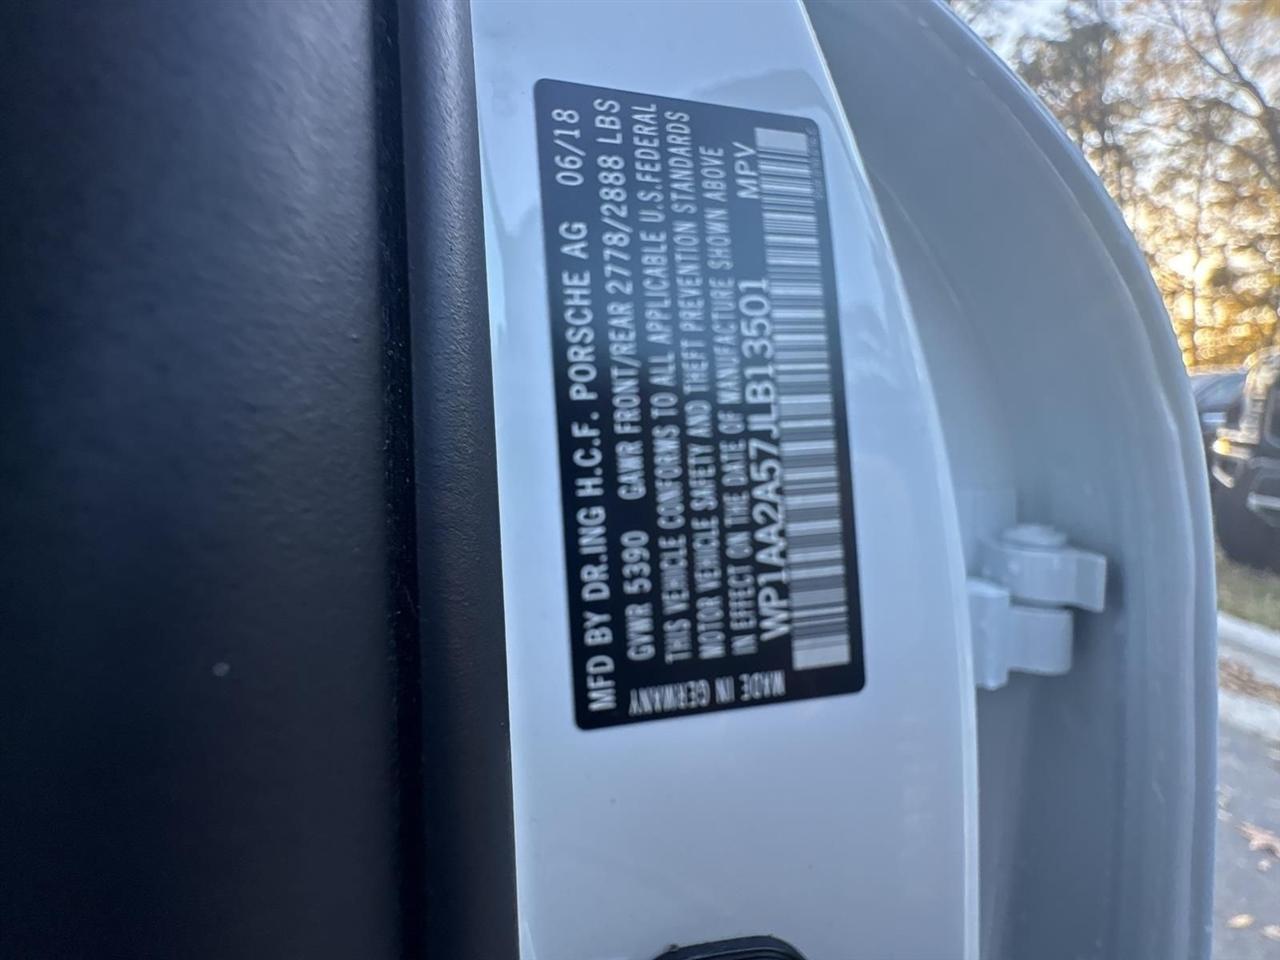 MFD BY DR.ING H.C.F. PORSCHE AG 06/18
GVWR 5390 GAWR FRONT/REAR 2778/2888 LBS
THIS VEHICLE CONFORMS TO ALL APPLICABLE U.S.FEDERAL
MOTOR VEHICLE SAFETY AND THEFT PREVENTION STANDARDS
IN EFFECT ON THE DATE OF MANUFACTURE SHOWN ABOVE
WP1AA2A57JLB13501 MPV
MADE IN GERMANY